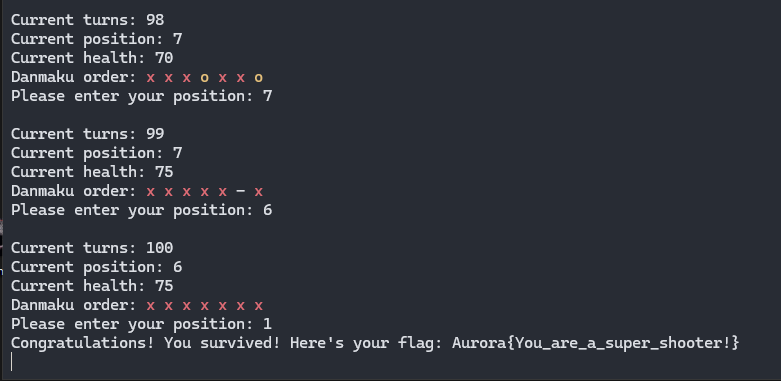 Current turns: 98
Current position: 7
Current health: 70
Danmaku order: x x x o x x o
Please enter your position: 7
Current turns: 99
Current position: 7
Current health: 75
Danmaku order: x x x x x - x
Please enter your position: 6
Current turns: 100
Current position: 6
Current health: 75
Danmaku order: x x x x x x x
Please enter your position: 1
Congratulations! You survived! Here's your flag: Aurora{You_are_a_super_shooter!}